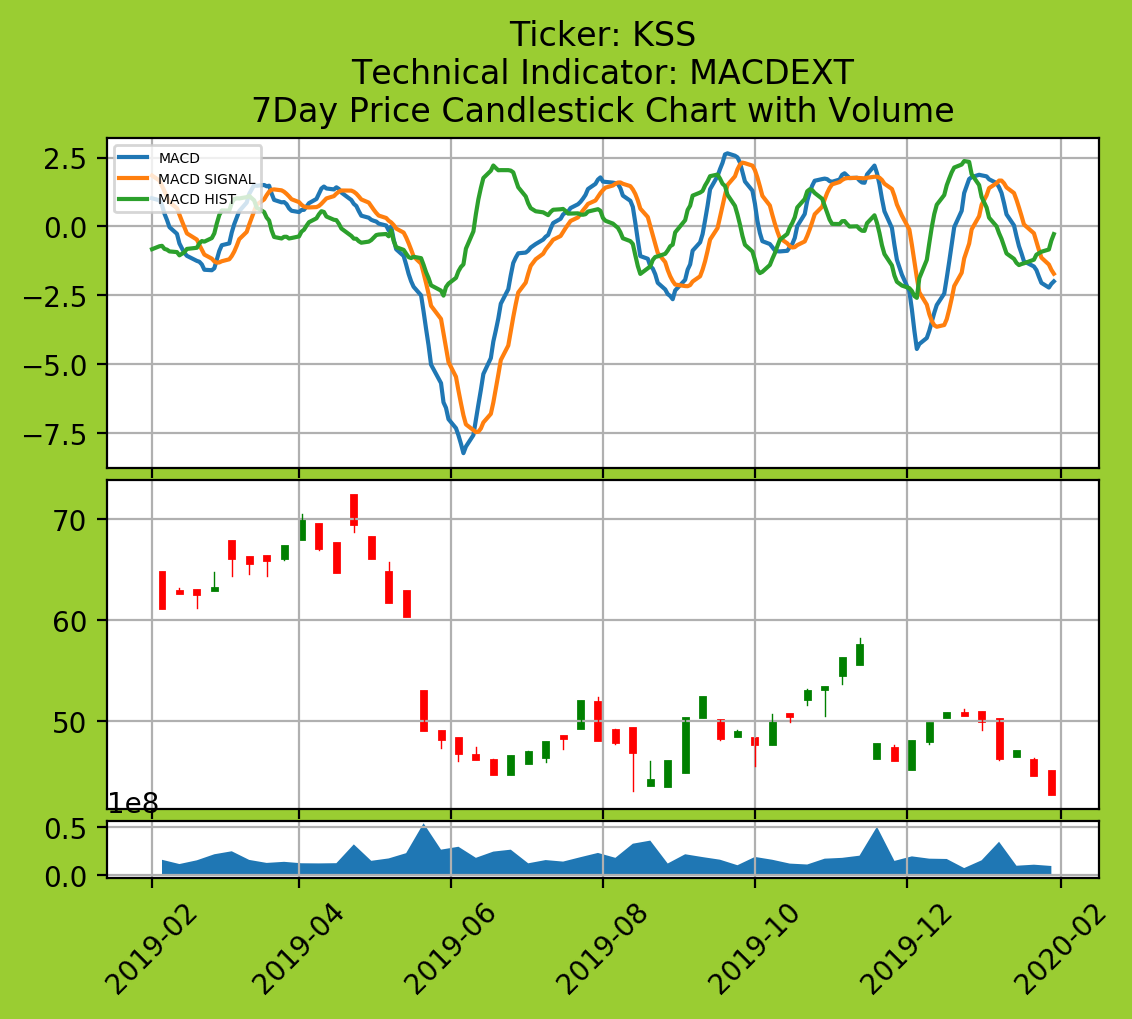 Ticker: KSS
Technical Indicator: MACDEXT
7Day Price Candlestick Chart with Volume
MACD
MACD SIGNAL
MACD HIST
2.5
0.0
−2.5
−5.0
−7.5
70
60
50
1e8
0.5
0.0
2019-02
2019-04
2019-06
2019-08
2019-10
2019-12
2020-02